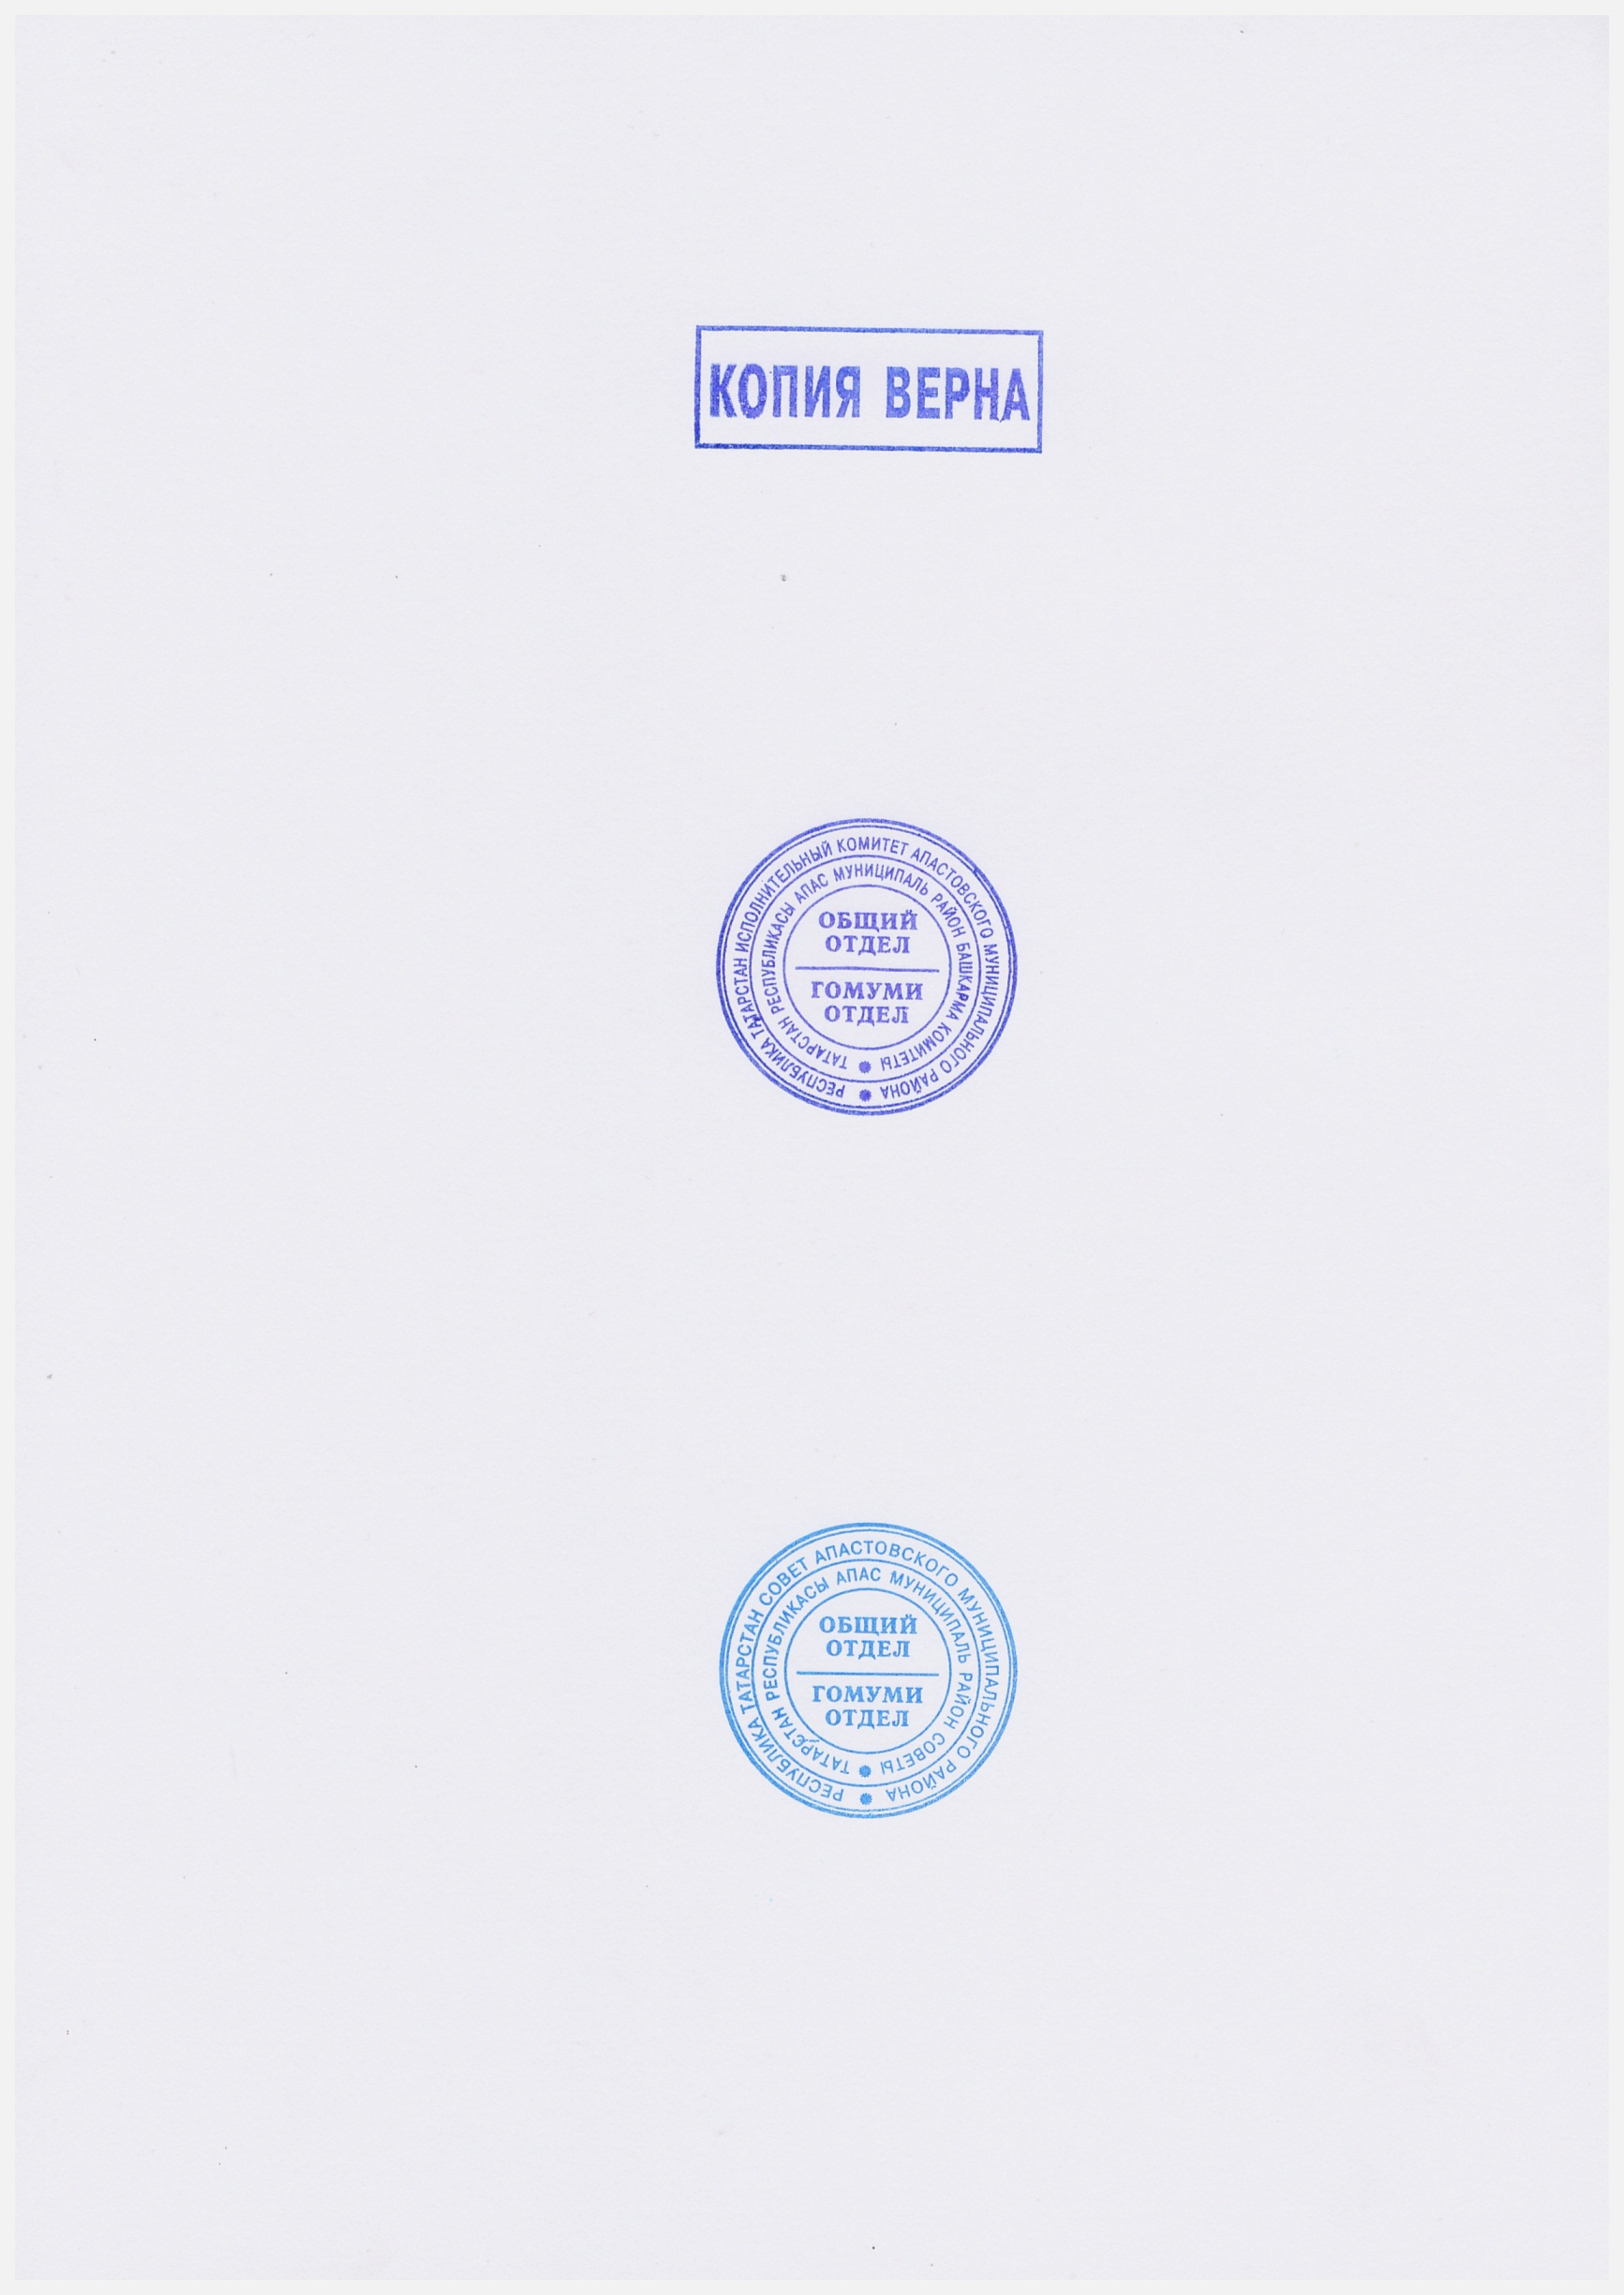 КОПИЯ ВЕРНА
РЕСПУБЛИКА ТАТАРСТАН ИСПОЛНИТЕЛЬНЫЙ КОМИТЕТ АПАСТОВСКОГО МУНИЦИПАЛЬНОГО РАЙОНА
ТАТАРСТАН РЕСПУБЛИКАСЫ АПАС МУНИЦИПАЛЬ РАЙОН БАШКАРМА КОМИТЕТЫ
ОБЩИЙ
ОТДЕЛ
ГОМУМИ
ОТДЕЛ
РЕСПУБЛИКА ТАТАРСТАН СОВЕТ АПАСТОВСКОГО МУНИЦИПАЛЬНОГО РАЙОНА
ТАТАРСТАН РЕСПУБЛИКАСЫ АПАС МУНИЦИПАЛЬ РАЙОН СОВЕТЫ
ОБЩИЙ
ОТДЕЛ
ГОМУМИ
ОТДЕЛ